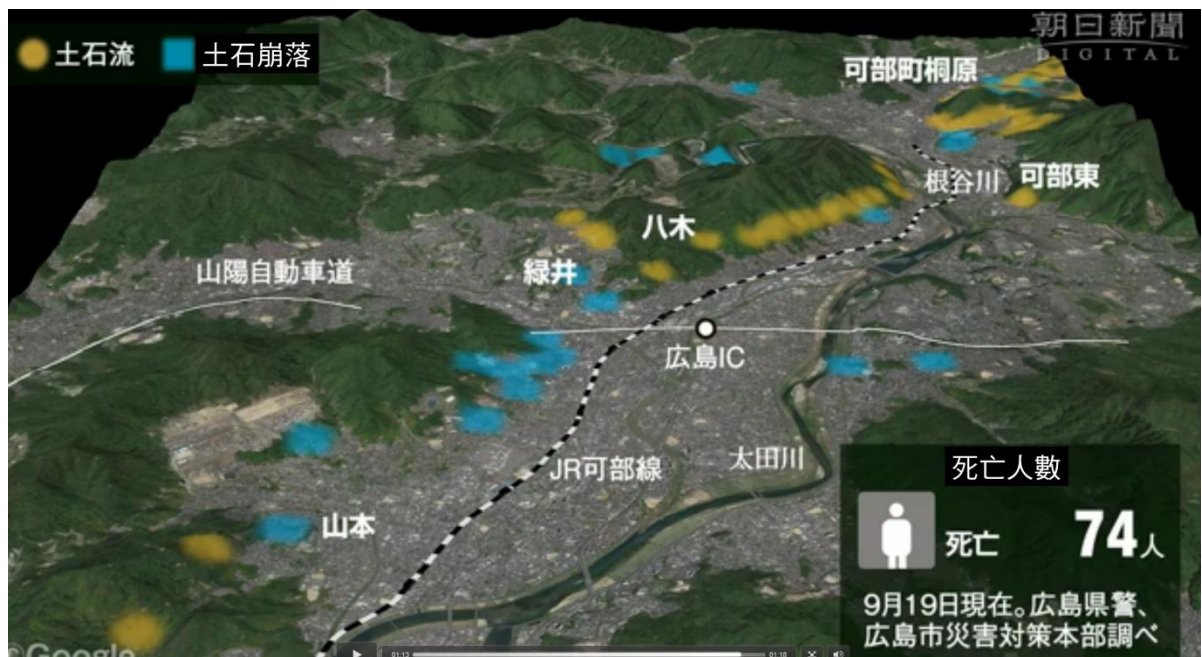 土石流
土石崩落
朝日新聞
DIGITAL
可部町桐原
根谷川
可部東
八木
緑井
山陽自動車道
広島IC
太田川
JR可部線
山本
死亡人數
死亡 74人
9月19日現在。広島県警、
広島市災害対策本部調べ
©Google
01:13
01:18